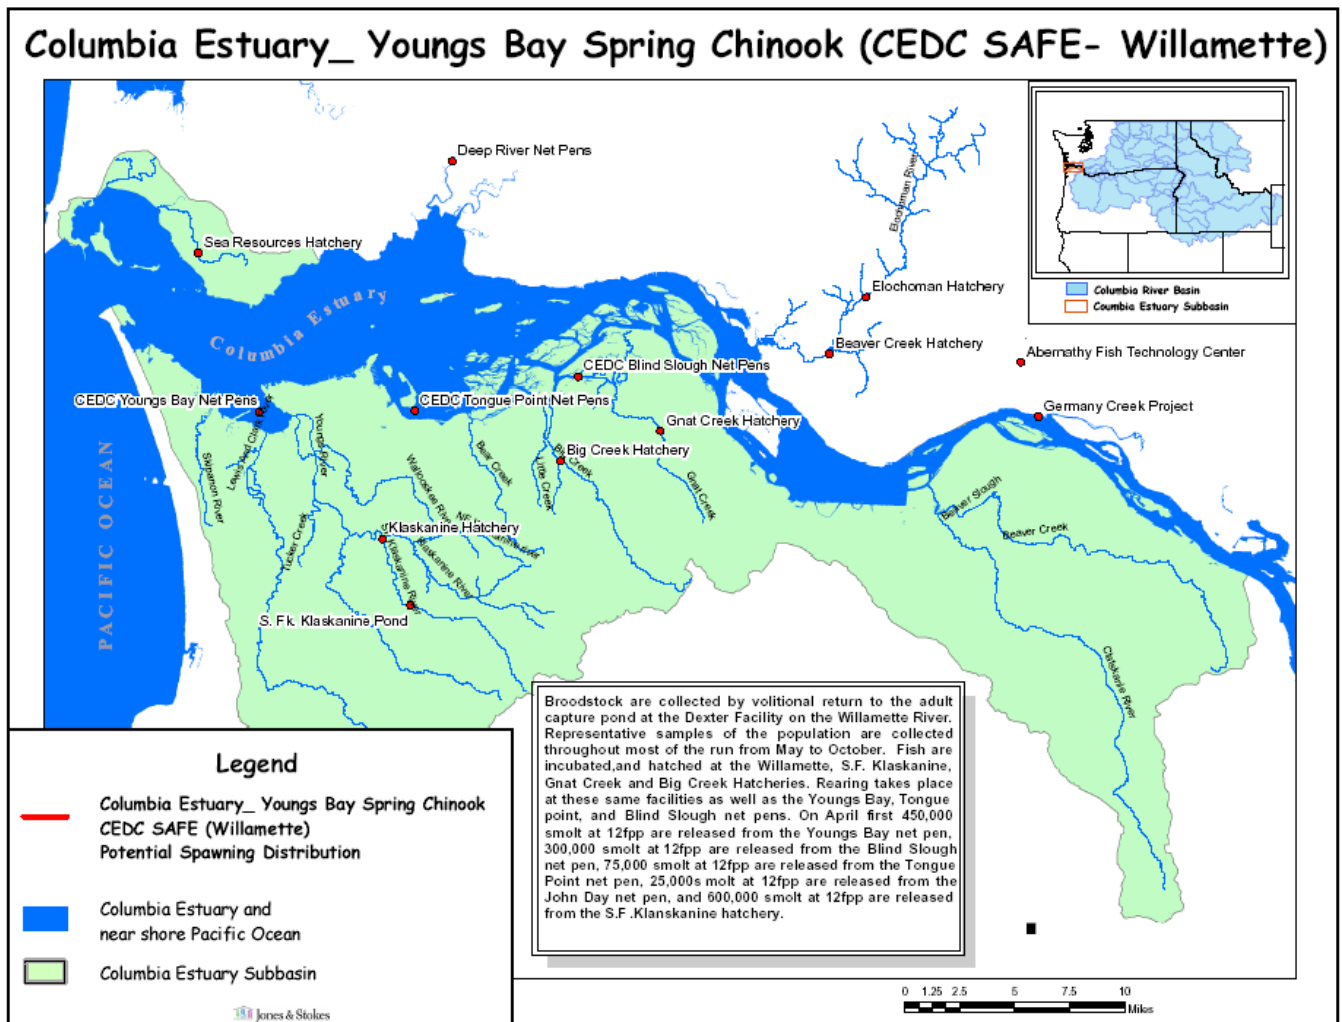 Columbia Estuary_ Youngs Bay Spring Chinook (CEDC SAFE- Willamette)
Deep River Net Pens
Sea Resources Hatchery
Elochoman River
Elochoman Hatchery
Beaver Creek Hatchery
Columbia River Basin
Coumbia Estuary Subbasin
Abernathy Fish Technology Center
Germany Creek Project
Columbia Estuary
PACIFIC OCEAN
CEDC Blind Slough Net Pens
CEDC Youngs Bay Net Pens
CEDC Tongue Point Net Pens
Gnat Creek Hatchery
Big Creek Hatchery
Skipanon River
Lewis And Clark River
Youngs River
Tucker Creek
Wallooskee River
Bear Creek
Little Creek
Big Creek
Gnat Creek
Klaskanine Hatchery
Klaskanine River
Klaskanine River
S. Fk. Klaskanine Pond
Beaver Slough
Beaver Creek
Clatskanie River
Broodstock are collected by volitional return to the adult
capture pond at the Dexter Facility on the Willamette River.
Representative samples of the population are collected
throughout most of the run from May to October. Fish are
incubated,and hatched at the Willamette, S.F. Klaskanine,
Gnat Creek and Big Creek Hatcheries. Rearing takes place
at these same facilities as well as the Youngs Bay, Tongue
point, and Blind Slough net pens. On April first 450,000
smolt at 12fpp are released from the Youngs Bay net pen,
300,000 smolt at 12fpp are released from the Blind Slough
net pen, 75,000 smolt at 12fpp are released from the Tongue
Point net pen, 25,000s molt at 12fpp are released from the
John Day net pen, and 600,000 smolt at 12fpp are released
from the S.F .Klanskanine hatchery.
Legend
Columbia Estuary_ Youngs Bay Spring Chinook
CEDC SAFE (Willamette)
Potential Spawning Distribution
Columbia Estuary and
near shore Pacific Ocean
Columbia Estuary Subbasin
Jones & Stokes
0 1.25 2.5 5 7.5 10
Miles